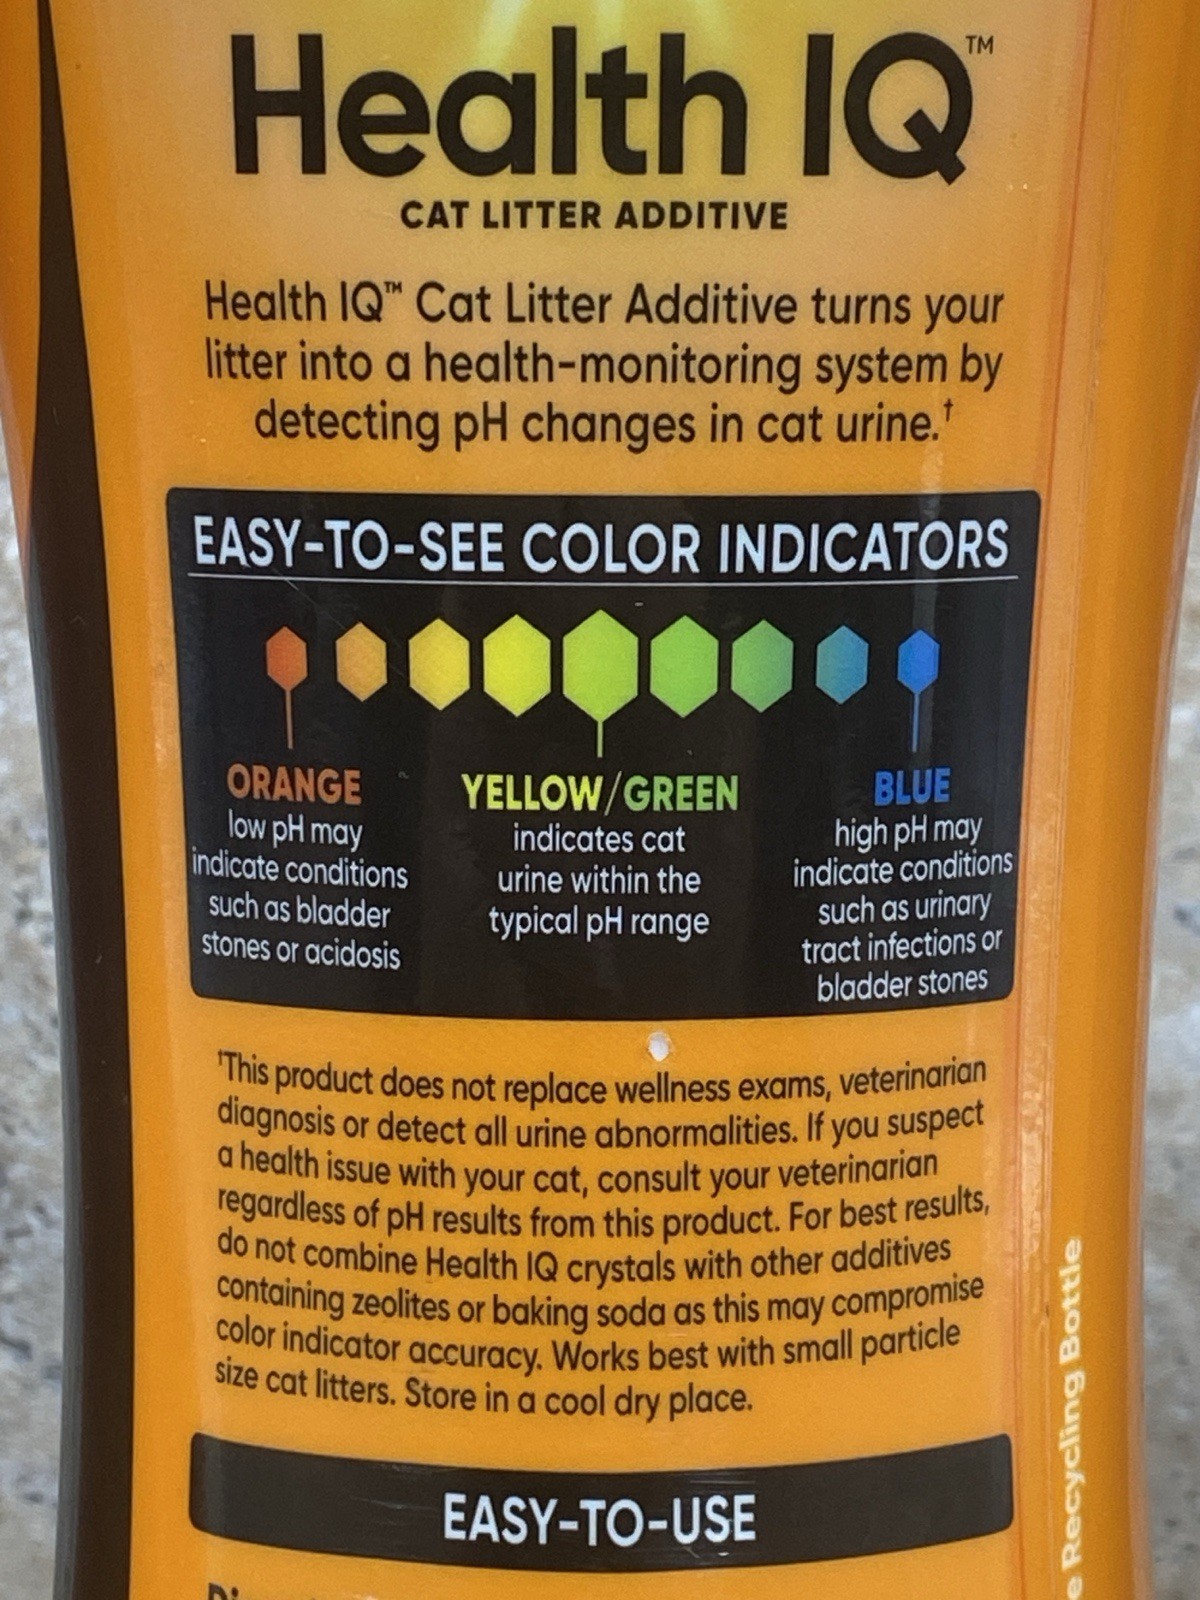 Health IQ™
CAT LITTER ADDITIVE
Health IQ™ Cat Litter Additive turns your
litter into a health-monitoring system by
detecting pH changes in cat urine.†
EASY-TO-SEE COLOR INDICATORS
ORANGE
low pH may
indicate conditions
such as bladder
stones or acidosis
YELLOW/GREEN
indicates cat
urine within the
typical pH range
BLUE
high pH may
indicate conditions
such as urinary
tract infections or
bladder stones
†This product does not replace wellness exams, veterinarian
diagnosis or detect all urine abnormalities. If you suspect
a health issue with your cat, consult your veterinarian
regardless of pH results from this product. For best results,
do not combine Health IQ crystals with other additives
containing zeolites or baking soda as this may compromise
color indicator accuracy. Works best with small particle
size cat litters. Store in a cool dry place.
EASY-TO-USE
e Recycling Bottle